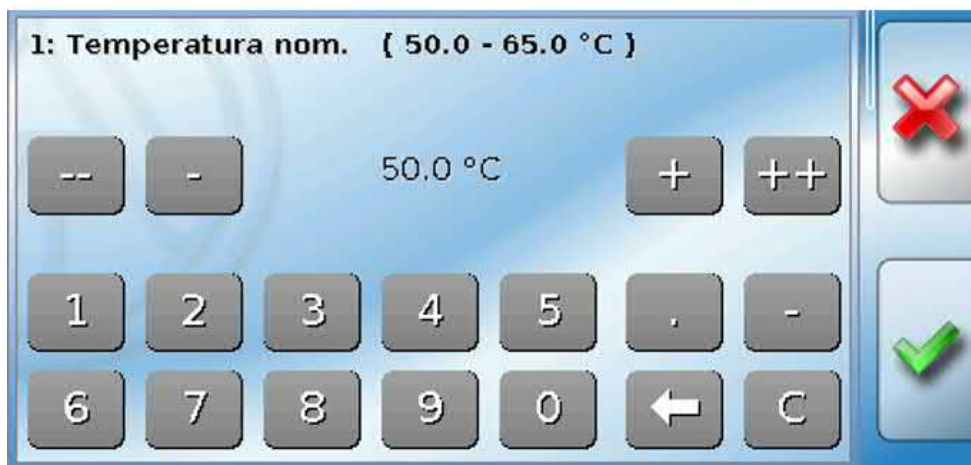 1: Temperatura nom. ( 50.0 - 65.0 °C )
-- - 50.0 °C + ++
1 2 3 4 5 . -
6 7 8 9 0 C